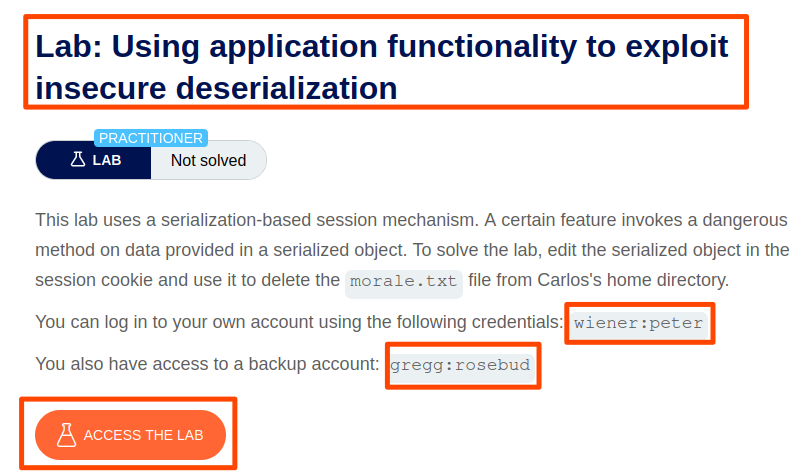 Lab: Using application functionality to exploit
insecure deserialization
PRACTITIONER
LAB Not solved
This lab uses a serialization-based session mechanism. A certain feature invokes a dangerous
method on data provided in a serialized object. To solve the lab, edit the serialized object in the
session cookie and use it to delete the morale.txt file from Carlos's home directory.
You can log in to your own account using the following credentials: wiener:peter
You also have access to a backup account: gregg:rosebud
ACCESS THE LAB